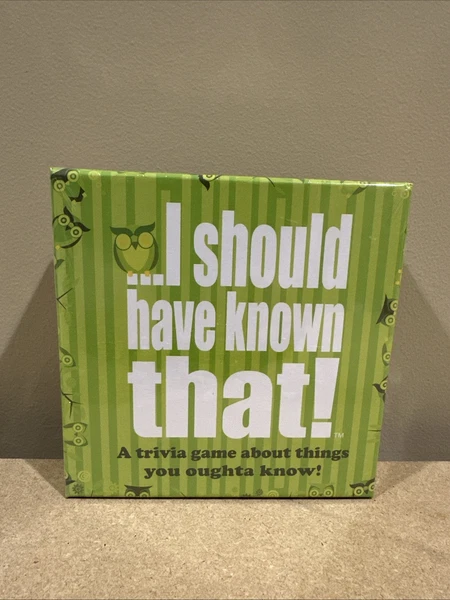 ...I should
have known
that!™
A trivia game about things
you oughta know!